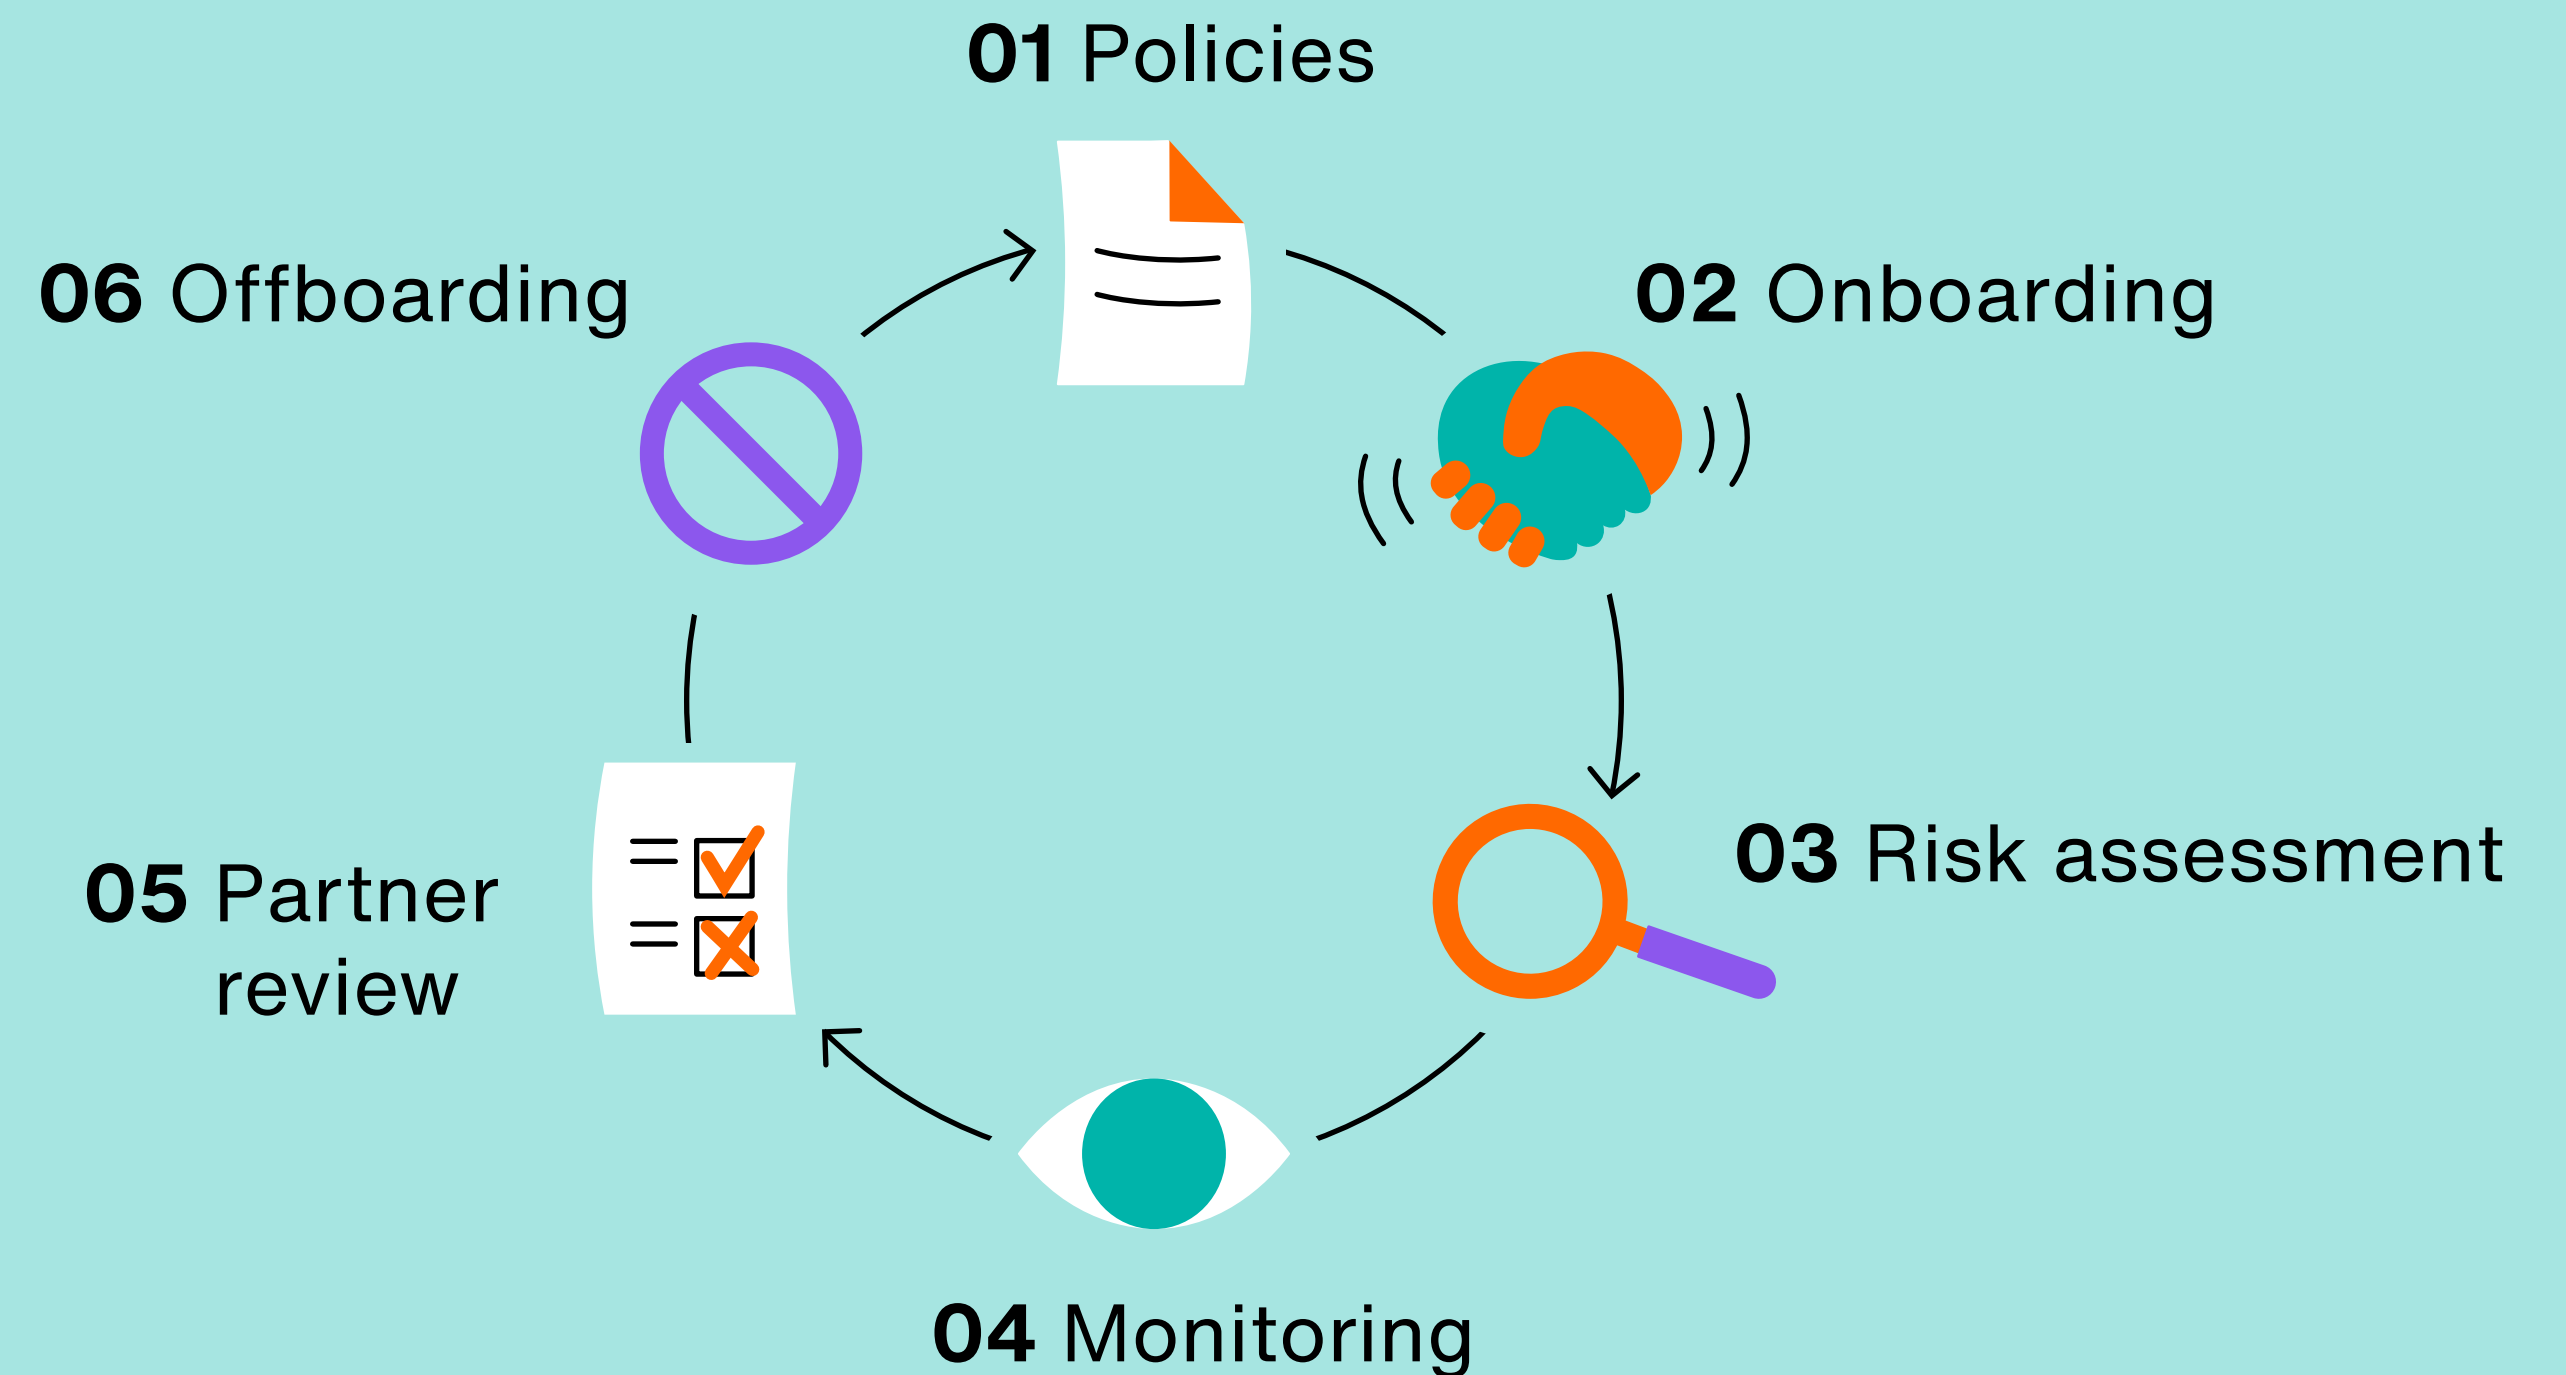 01 Policies
02 Onboarding
03 Risk assessment
04 Monitoring
05 Partner
review
06 Offboarding